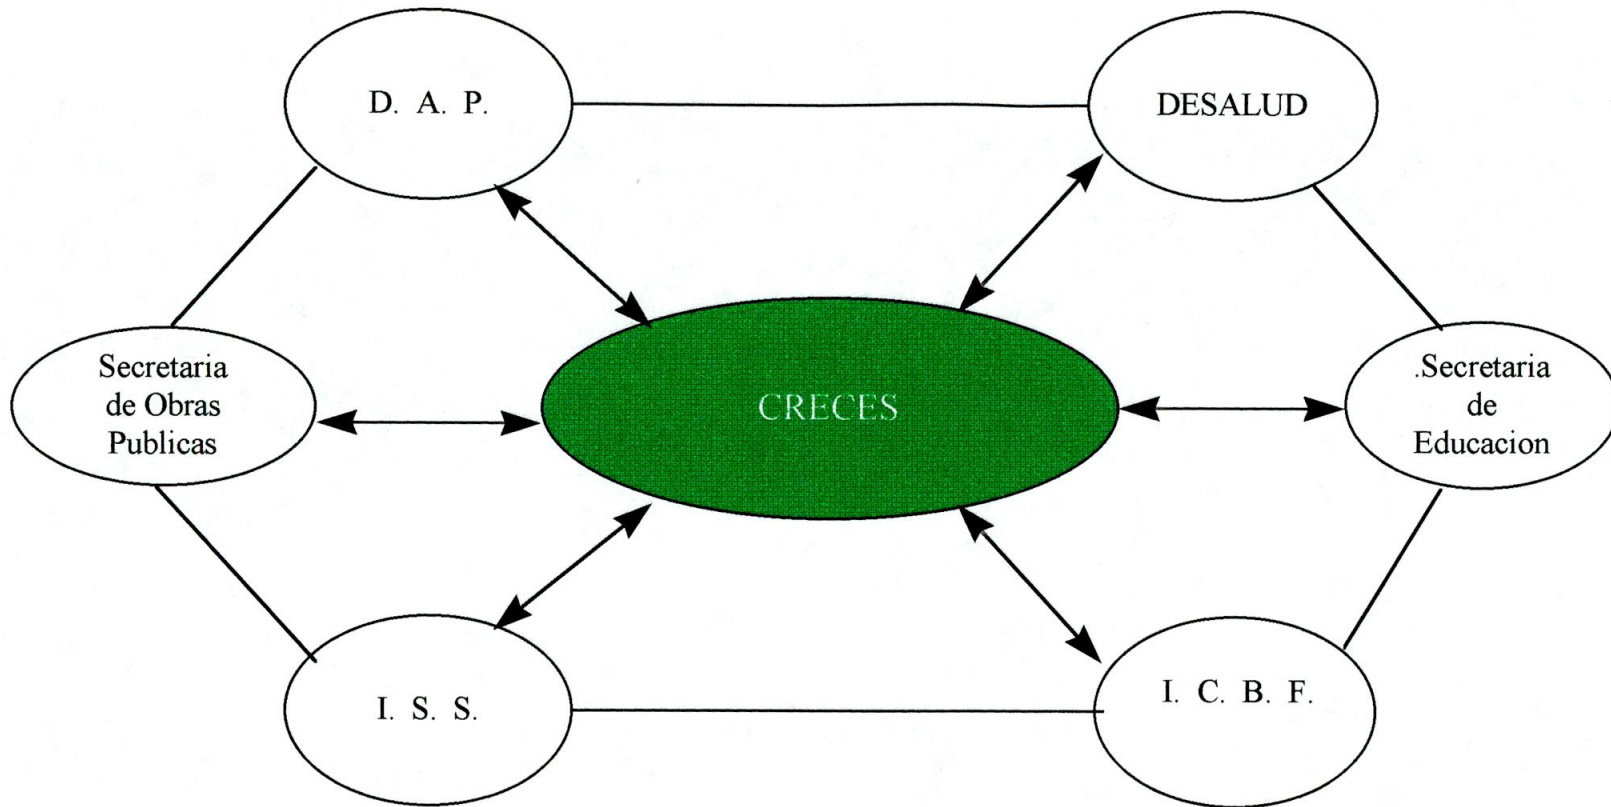 D. A. P.
DESALUD
Secretaria
de Obras
Publicas
CRECES
.Secretaria
de
Educacion
I. S. S.
I. C. B. F.